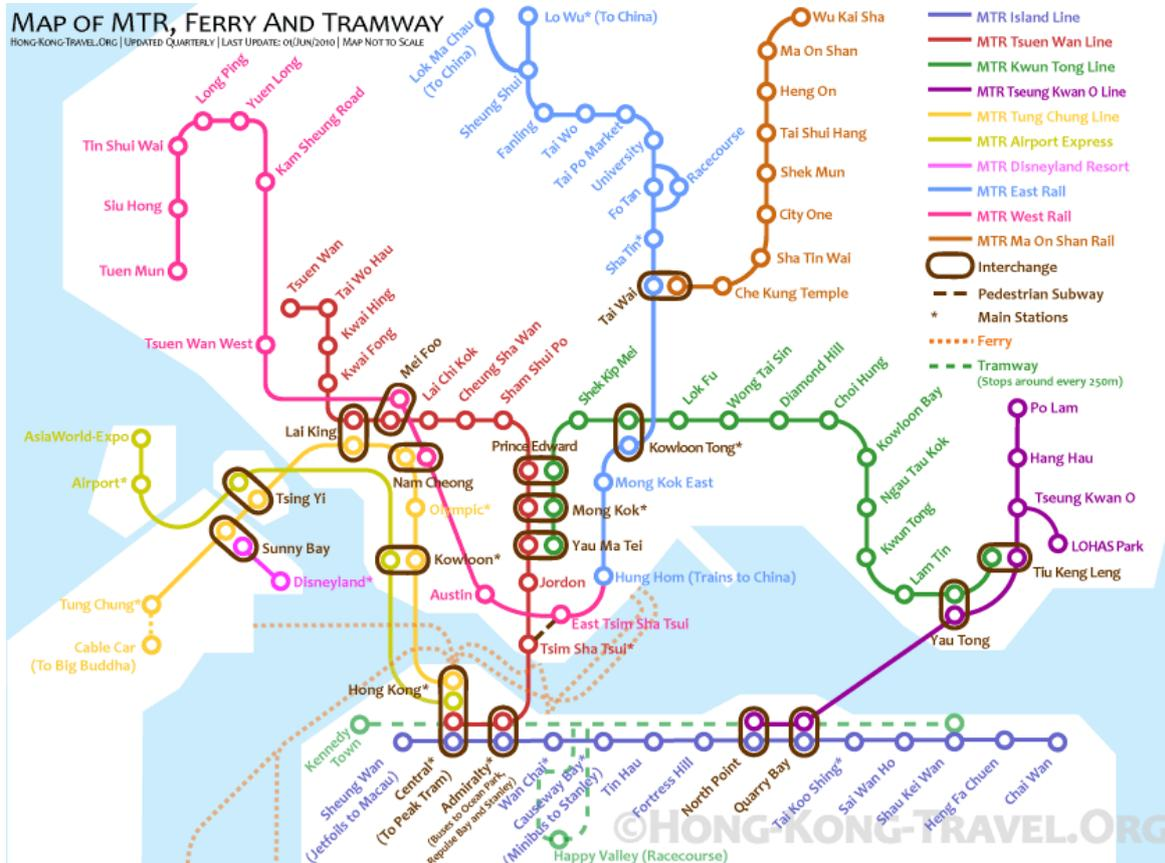 Map of MTR, Ferry And Tramway
Hong-Kong-Travel.Org | Updated Quarterly | Last Update: 01/Jun/2010 | Map Not to Scale
MTR Island Line
MTR Tsuen Wan Line
MTR Kwun Tong Line
MTR Tseung Kwan O Line
MTR Tung Chung Line
MTR Airport Express
MTR Disneyland Resort
MTR East Rail
MTR West Rail
MTR Ma On Shan Rail
Interchange
Pedestrian Subway
* Main Stations
Ferry
Tramway
(Stops around every 250m)
Long Ping
Yuen Long
Kam Sheung Road
Tin Shui Wai
Siu Hong
Tuen Mun
Tsuen Wan West
Lok Ma Chau
(To China)
Lo Wu* (To China)
Sheung Shui
Fanling
Tai Wo
Tai Po Market
University
Racecourse
Fo Tan
Sha Tin*
Tai Wai
Wu Kai Sha
Ma On Shan
Heng On
Tai Shui Hang
Shek Mun
City One
Sha Tin Wai
Che Kung Temple
Tsuen Wan
Tai Wo Hau
Kwai Hing
Kwai Fong
Mei Foo
Lai Chi Kok
Cheung Sha Wan
Sham Shui Po
Lai King
Prince Edward
Shek Kip Mei
Kowloon Tong*
Lok Fu
Wong Tai Sin
Diamond Hill
Choi Hung
Kowloon Bay
Ngau Tau Kok
Kwun Tong
Lam Tin
Po Lam
Hang Hau
Tseung Kwan O
LOHAS Park
Tiu Keng Leng
Yau Tong
AsiaWorld-Expo
Airport*
Tsing Yi
Sunny Bay
Disneyland*
Tung Chung*
Cable Car
(To Big Buddha)
Nam Cheong
Olympic*
Kowloon*
Mong Kok East
Mong Kok*
Yau Ma Tei
Hung Hom (Trains to China)
Jordon
Austin
East Tsim Sha Tsui
Tsim Sha Tsui*
Hong Kong*
Kennedy
Town
Sheung Wan
(Jetfoils to Macau)
Central*
(To Peak Tram)
Admiralty*
(Buses to Ocean Park,
Repulse Bay and Stanley)
Wan Chai*
Causeway Bay*
(Minibus to Stanley)
Tin Hau
Fortress Hill
North Point
Quarry Bay
Tai Koo Shing*
Sai Wan Ho
Shau Kei Wan
Heng Fa Chuen
Chai Wan
Happy Valley (Racecourse)
©Hong-Kong-Travel.Org